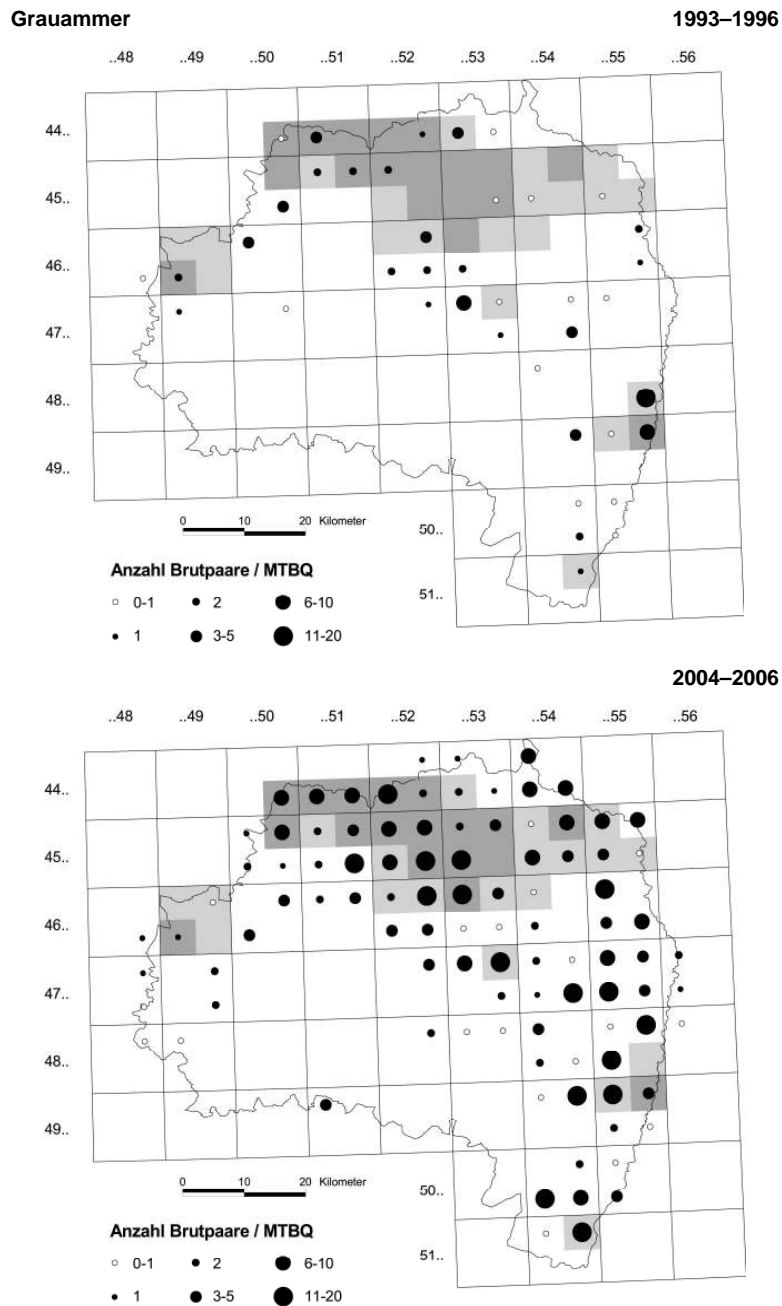 Grauammer 1993–1996
..48 ..49 ..50 ..51 ..52 ..53 ..54 ..55 ..56
44..
45..
46..
47..
48..
49..
50..
51..
0 10 20 Kilometer
Anzahl Brutpaare / MTBQ
0-1 2 6-10
1 3-5 11-20
2004–2006
..48 ..49 ..50 ..51 ..52 ..53 ..54 ..55 ..56
44..
45..
46..
47..
48..
49..
50..
51..
0 10 20 Kilometer
Anzahl Brutpaare / MTBQ
0-1 2 6-10
1 3-5 11-20